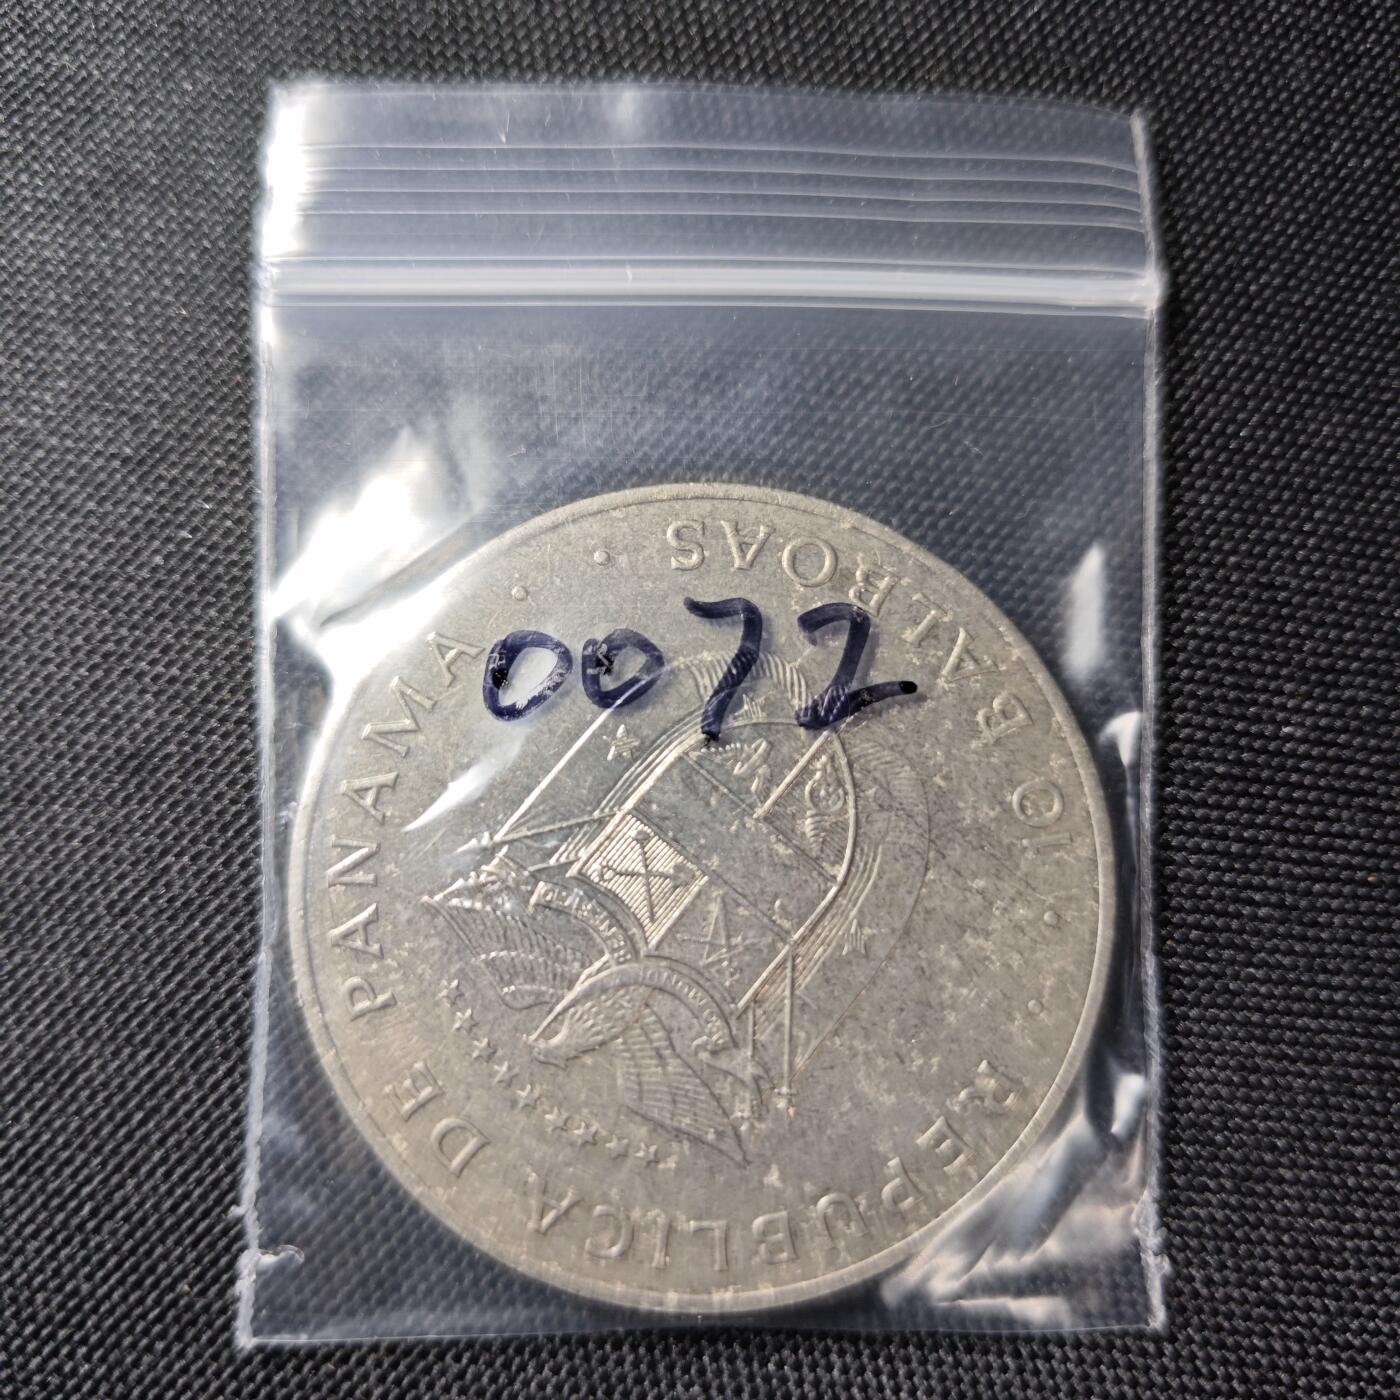 0072
REPUBLICA DE PANAMA
10 BALBOAS